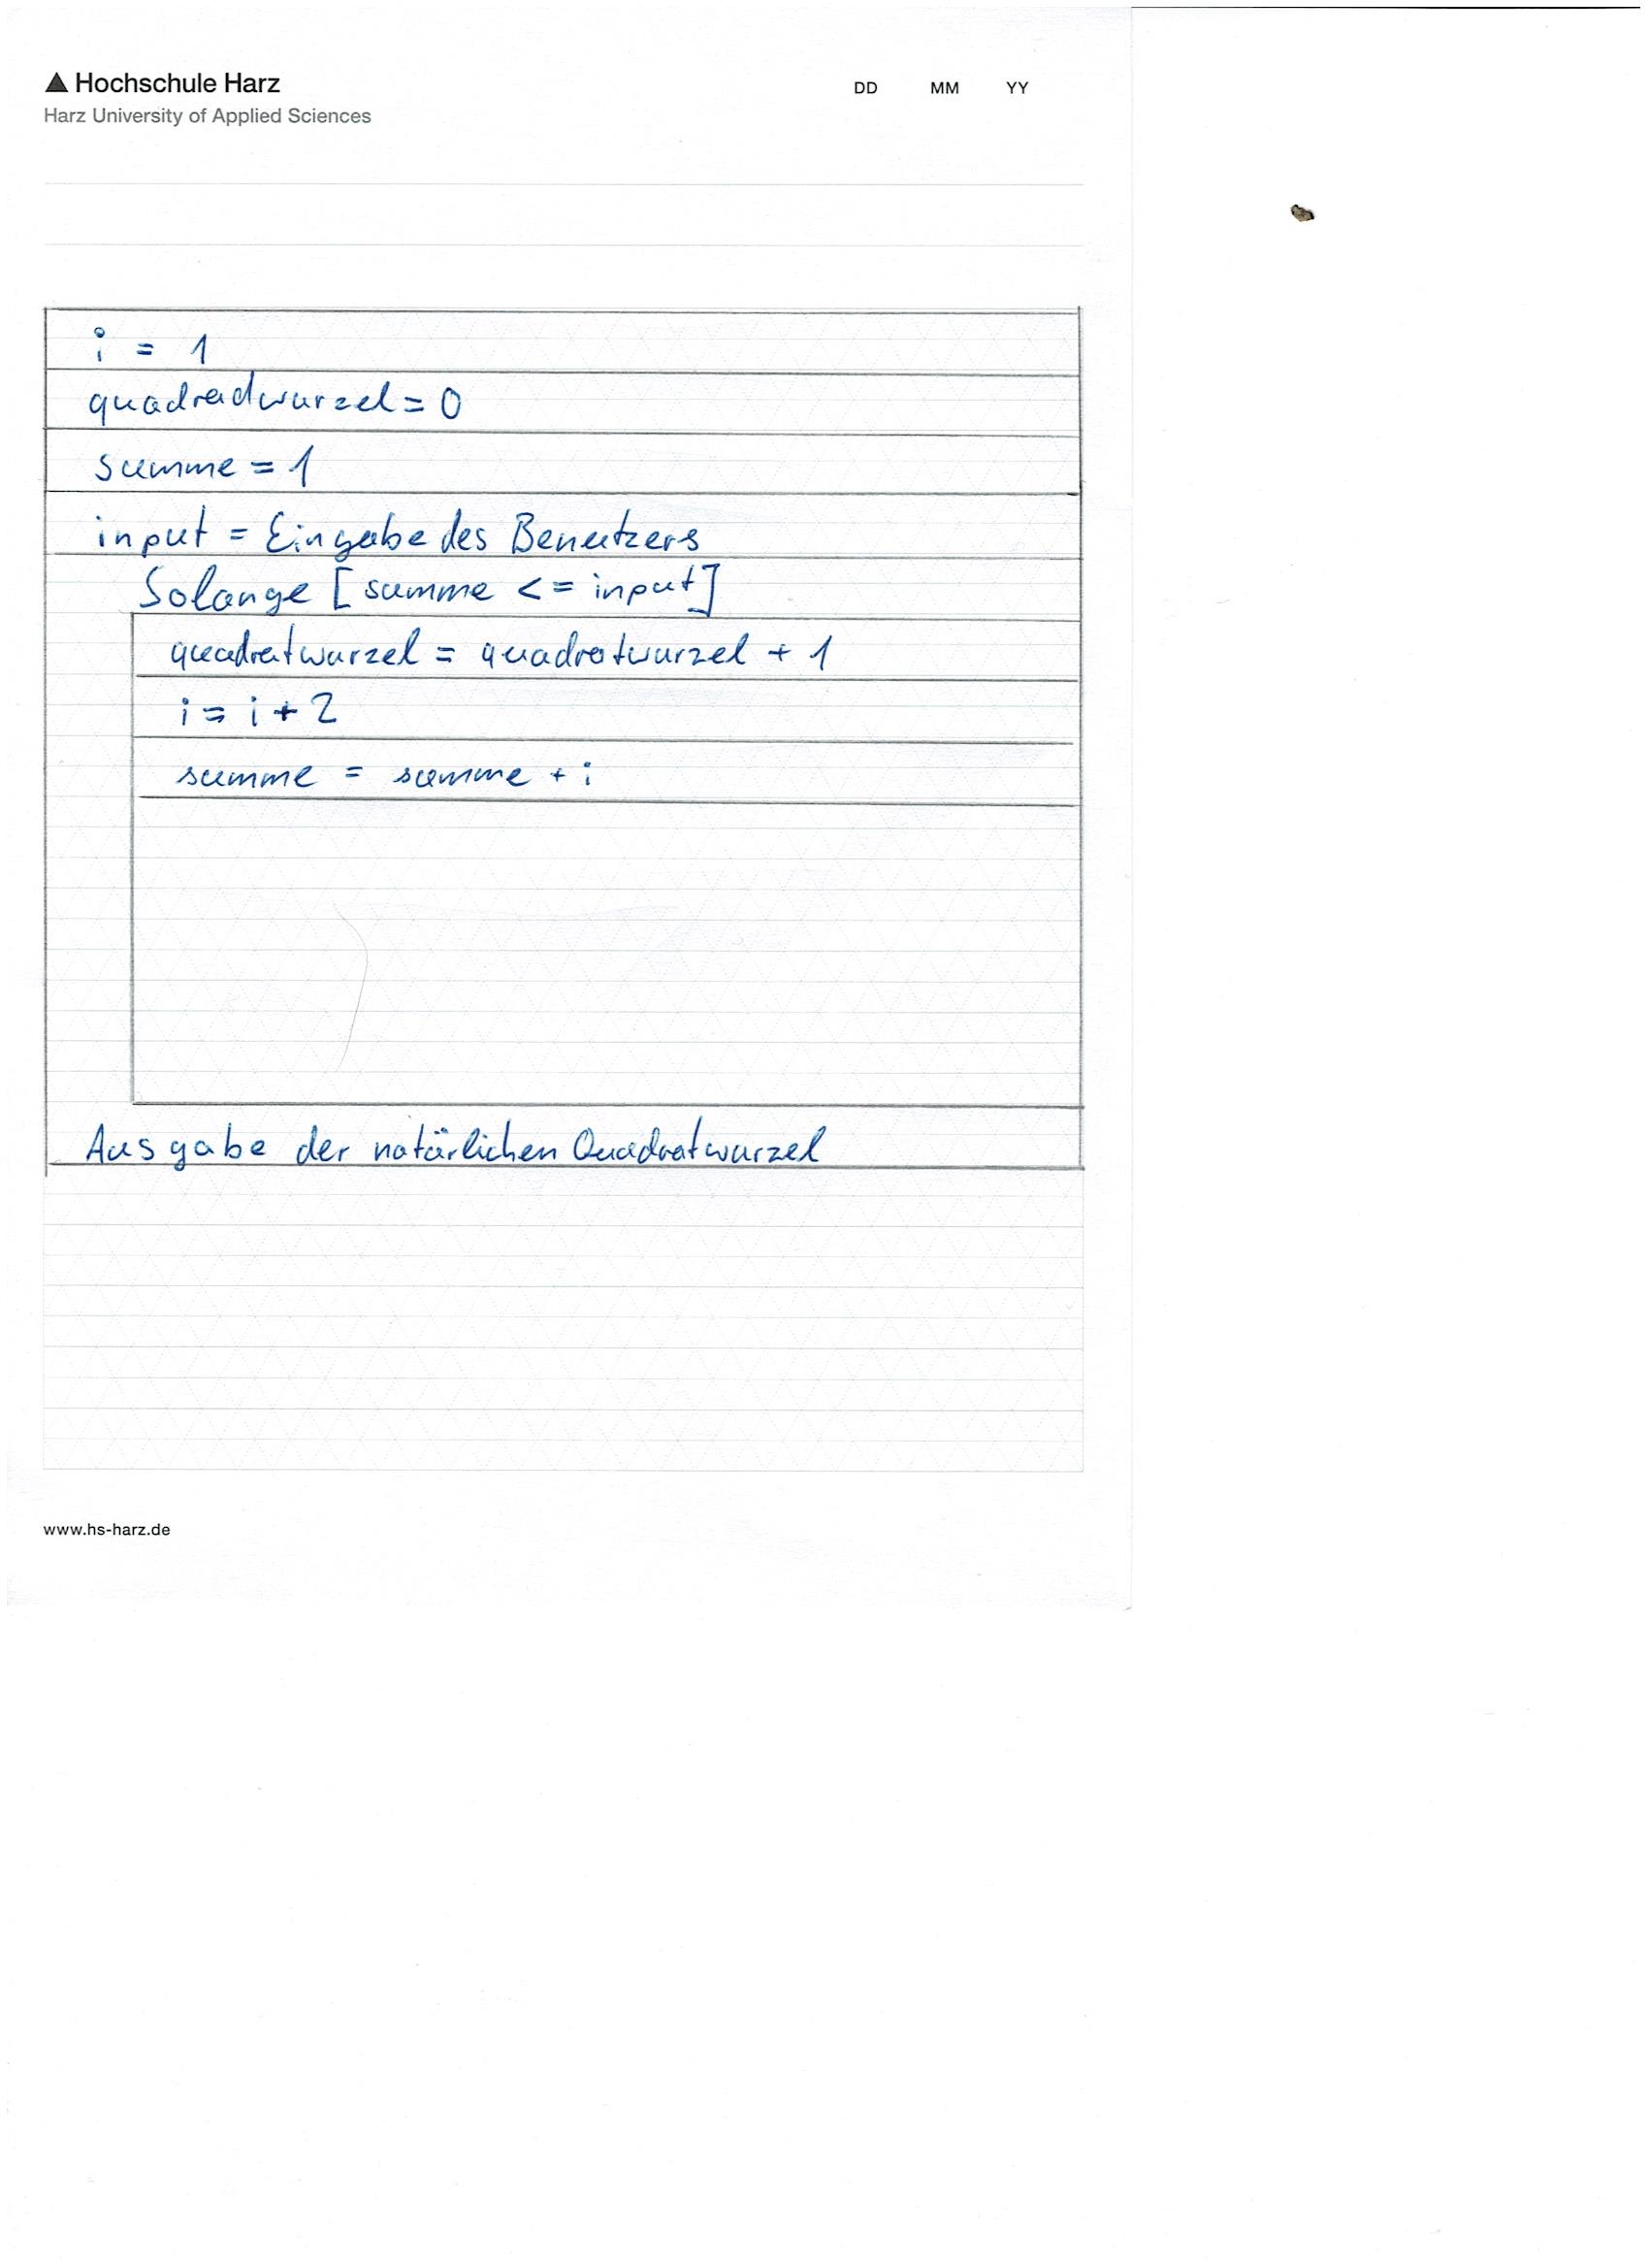 Hochschule Harz
Harz University of Applied Sciences
DD MM YY
i = 1
quadradwurzel = 0
summe = 1
input = Eingabe des Benutzers
Solange [summe <= input]
quadratwurzel = quadratwurzel + 1
i = i + 2
summe = summe + i
Ausgabe der natürlichen Quadratwurzel
www.hs-harz.de